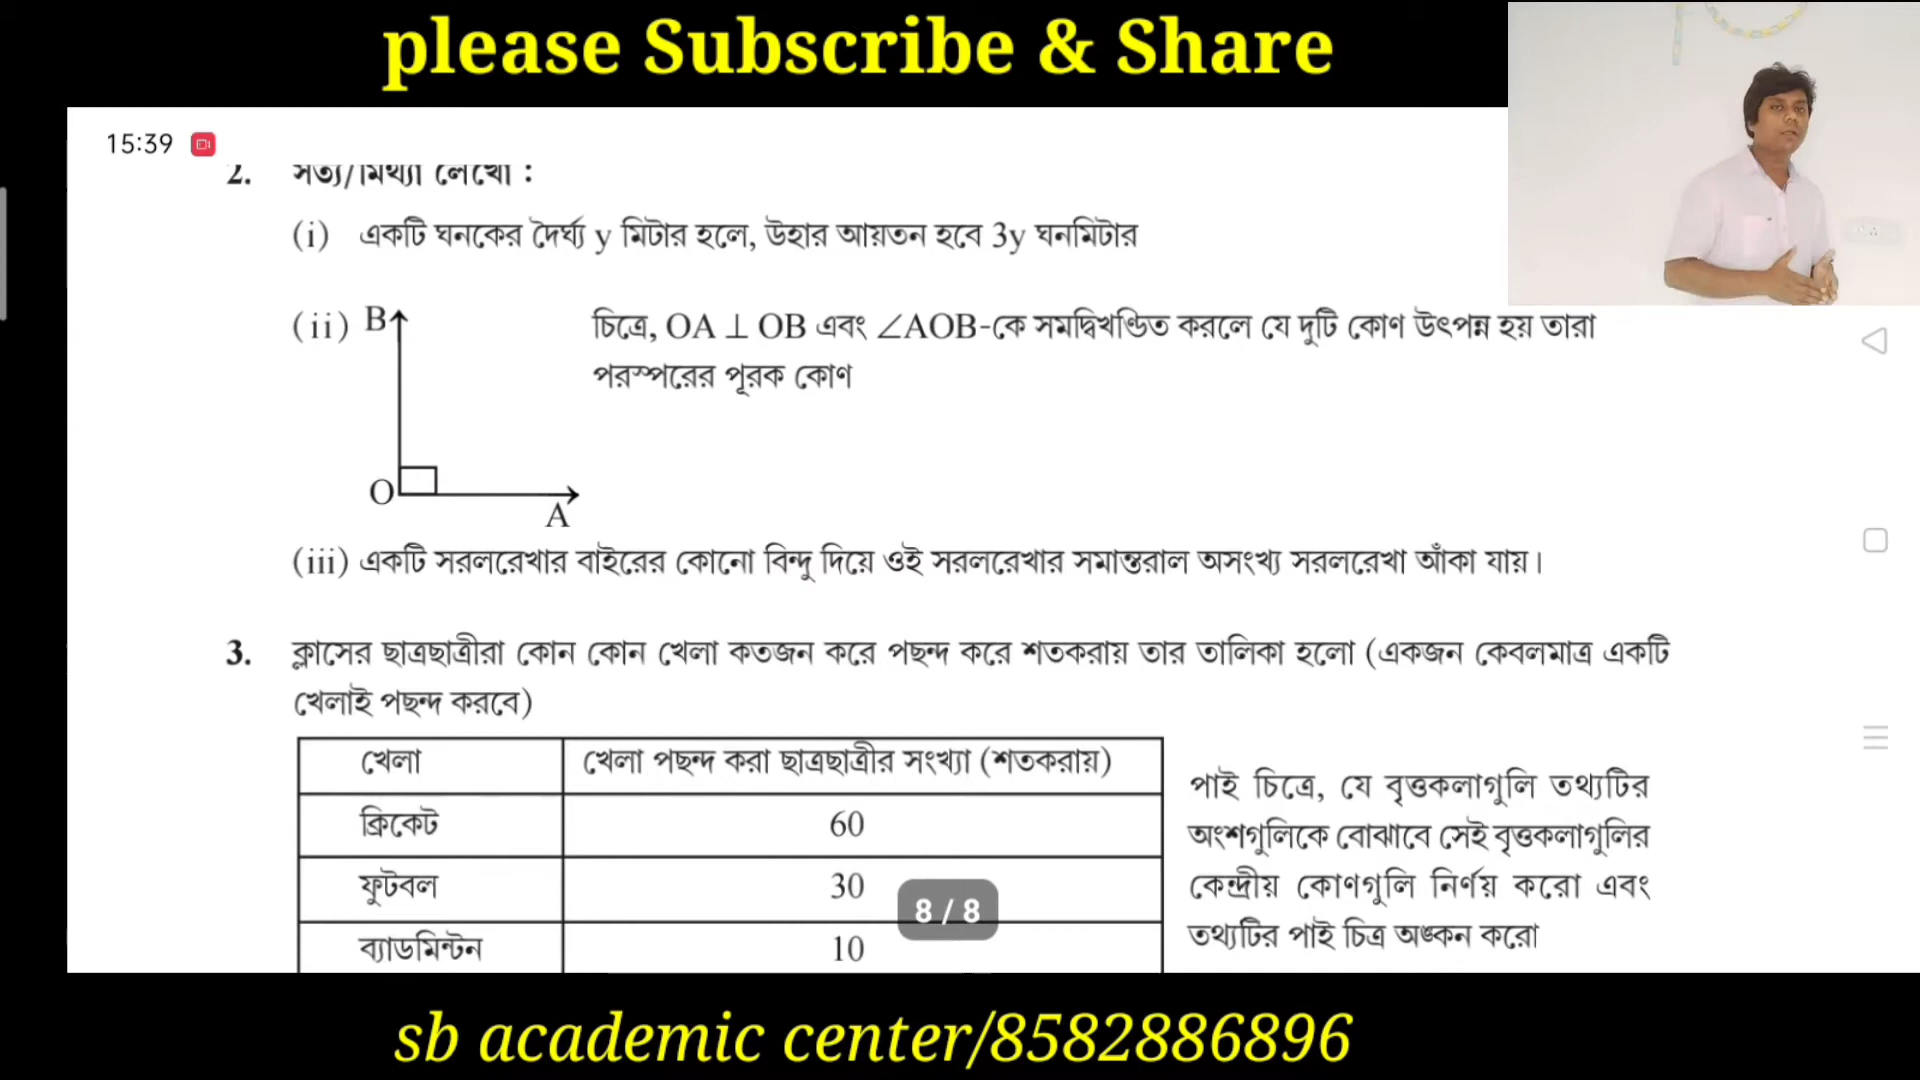 please Subscribe & Share
15:39
2. সত্য/মিথ্যা লেখো :
(i) একটি ঘনকের দৈর্ঘ্য y মিটার হলে, উহার আয়তন হবে 3y ঘনমিটার
(ii) B চিত্রে, OA ⊥ OB এবং ∠AOB-কে সমদ্বিখণ্ডিত করলে যে দুটি কোণ উৎপন্ন হয় তারা
পরস্পরের পূরক কোণ
O
A
(iii) একটি সরলরেখার বাইরের কোনো বিন্দু দিয়ে ওই সরলরেখার সমান্তরাল অসংখ্য সরলরেখা আঁকা যায়।
3. ক্লাসের ছাত্রছাত্রীরা কোন কোন খেলা কতজন করে পছন্দ করে শতকরায় তার তালিকা হলো (একজন কেবলমাত্র একটি
খেলাই পছন্দ করবে)
খেলা খেলা পছন্দ করা ছাত্রছাত্রীর সংখ্যা (শতকরায়)
ক্রিকেট 60
ফুটবল 30
ব্যাডমিন্টন 10
পাই চিত্রে, যে বৃত্তকলাগুলি তথ্যটির
অংশগুলিকে বোঝাবে সেই বৃত্তকলাগুলির
কেন্দ্রীয় কোণগুলি নির্ণয় করো এবং
তথ্যটির পাই চিত্র অঙ্কন করো
8 / 8
sb academic center/8582886896